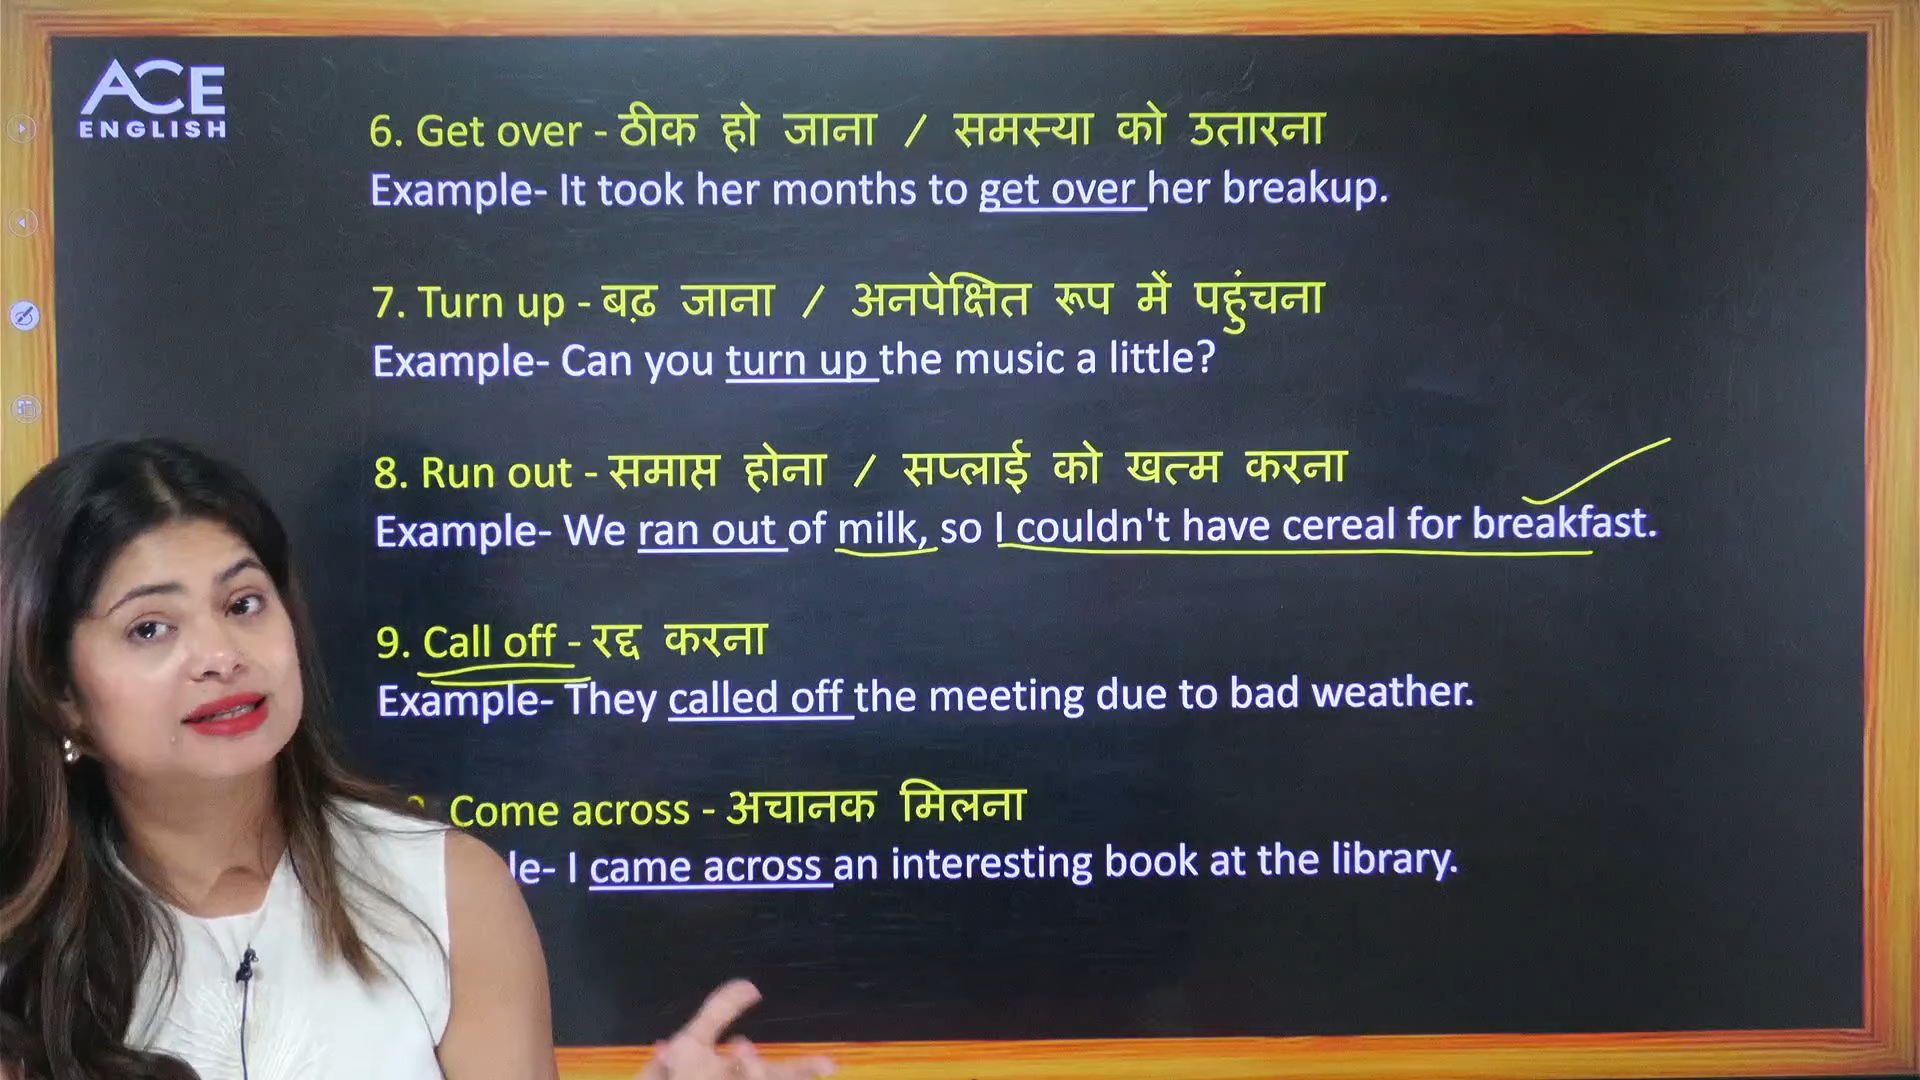 ACE
ENGLISH
6. Get over - ठीक हो जाना / समस्या को उतारना
Example- It took her months to get over her breakup.
7. Turn up - बढ़ जाना / अनपेक्षित रूप में पहुंचना
Example- Can you turn up the music a little?
8. Run out - समाप्त होना / सप्लाई को खत्म करना
Example- We ran out of milk, so I couldn't have cereal for breakfast.
9. Call off - रद्द करना
Example- They called off the meeting due to bad weather.
Come across - अचानक मिलना
I came across an interesting book at the library.